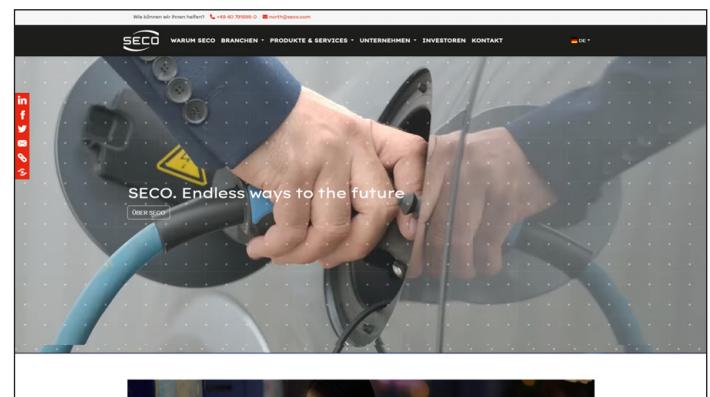 Wie können wir Ihnen helfen? +49 40 791899-0 north@seco.com
SECO WARUM SECO BRANCHEN PRODUKTE & SERVICES UNTERNEHMEN INVESTOREN KONTAKT DE
SECO. Endless ways to the future
ÜBER SECO